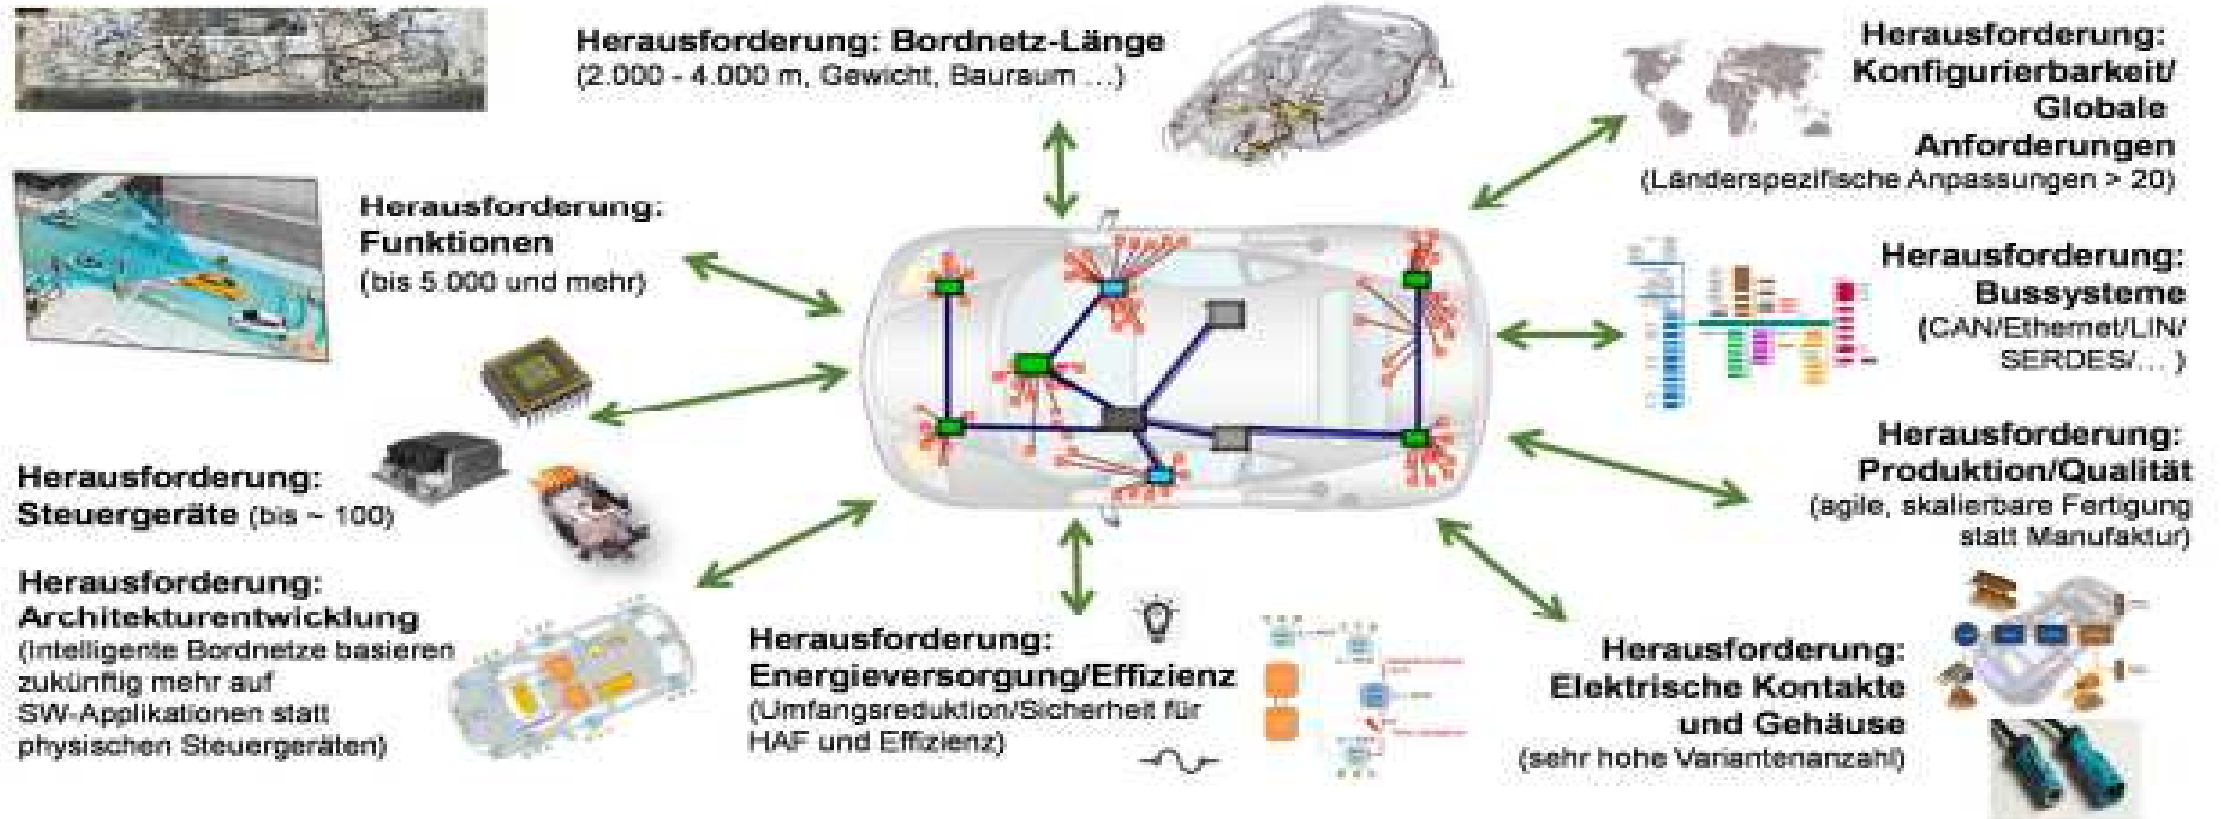 Herausforderung: Bordnetz-Länge
(2.000 - 4.000 m, Gewicht, Bauraum ...)
Herausforderung:
Konfigurierbarkeit/
Globale
Anforderungen
(Länderspezifische Anpassungen > 20)
Herausforderung:
Funktionen
(bis 5.000 und mehr)
Herausforderung:
Bussysteme
(CAN/Ethernet/LIN/
SERDES/... )
Herausforderung:
Steuergeräte (bis ~ 100)
Herausforderung:
Produktion/Qualität
(agile, skalierbare Fertigung
statt Manufaktur)
Herausforderung:
Architekturentwicklung
(Intelligente Bordnetze basieren
zukünftig mehr auf
SW-Applikationen statt
physischen Steuergeräten)
Herausforderung:
Energieversorgung/Effizienz
(Umfangsreduktion/Sicherheit für
HAF und Effizienz)
Herausforderung:
Elektrische Kontakte
und Gehäuse
(sehr hohe Variantenanzahl)